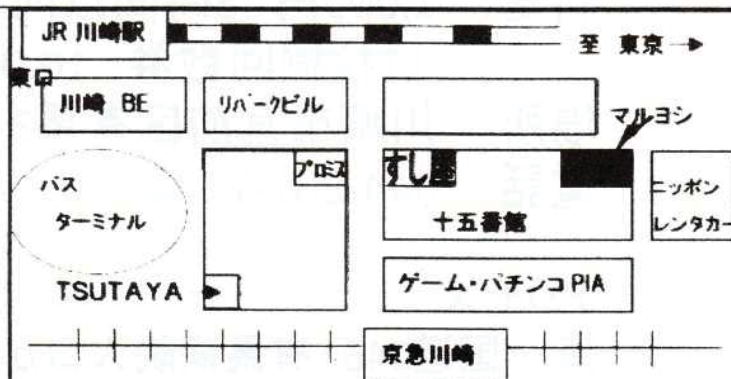 JR 川崎駅
至 東京 →
東口
川崎 BE
リバークビル
マルヨシ
プロミス
すし座
バス
ターミナル
十五番館
ニッポン
レンタカー
TSUTAYA
ゲーム・パチンコ PIA
京急川崎